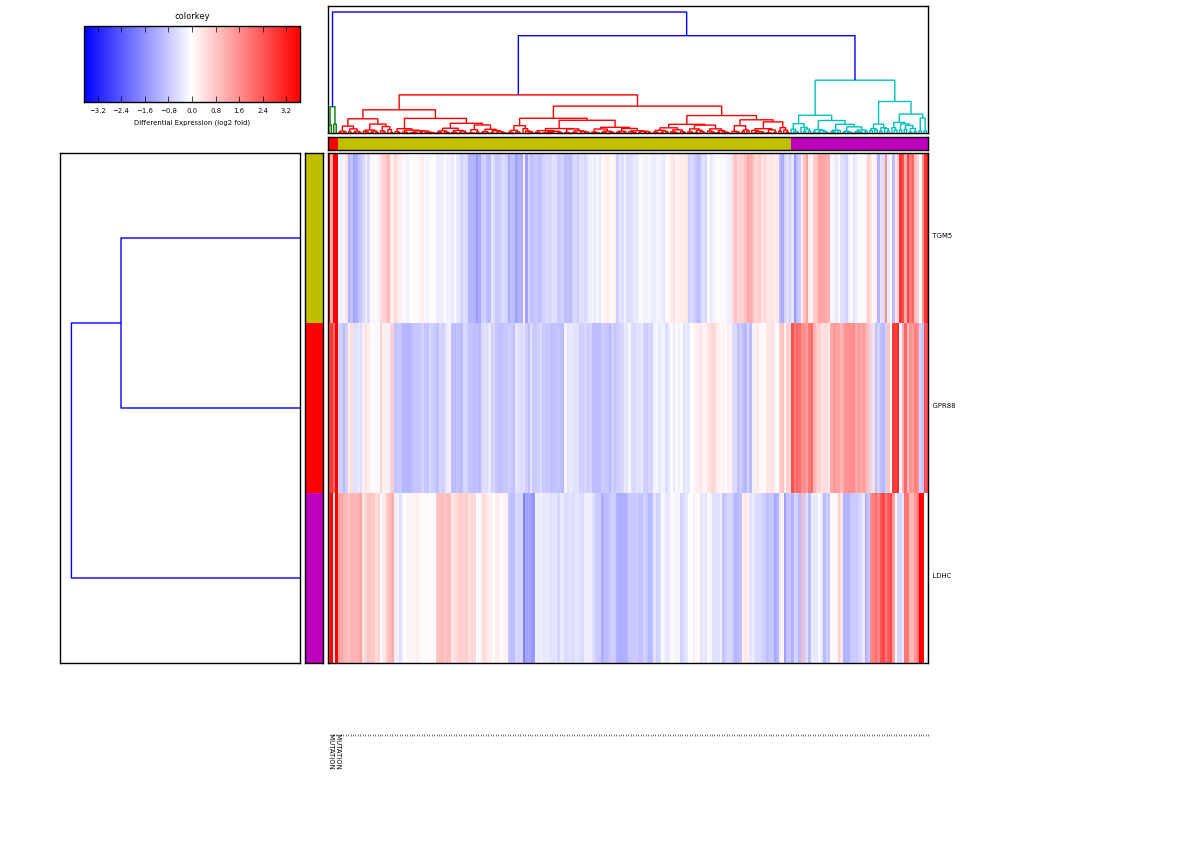 colorkey
−3.2 −2.4 −1.6 −0.8 0.0 0.8 1.6 2.4 3.2
Differential Expression (log2 fold)
TGM5
GPR88
LDHC
MUTATION
MUTATION